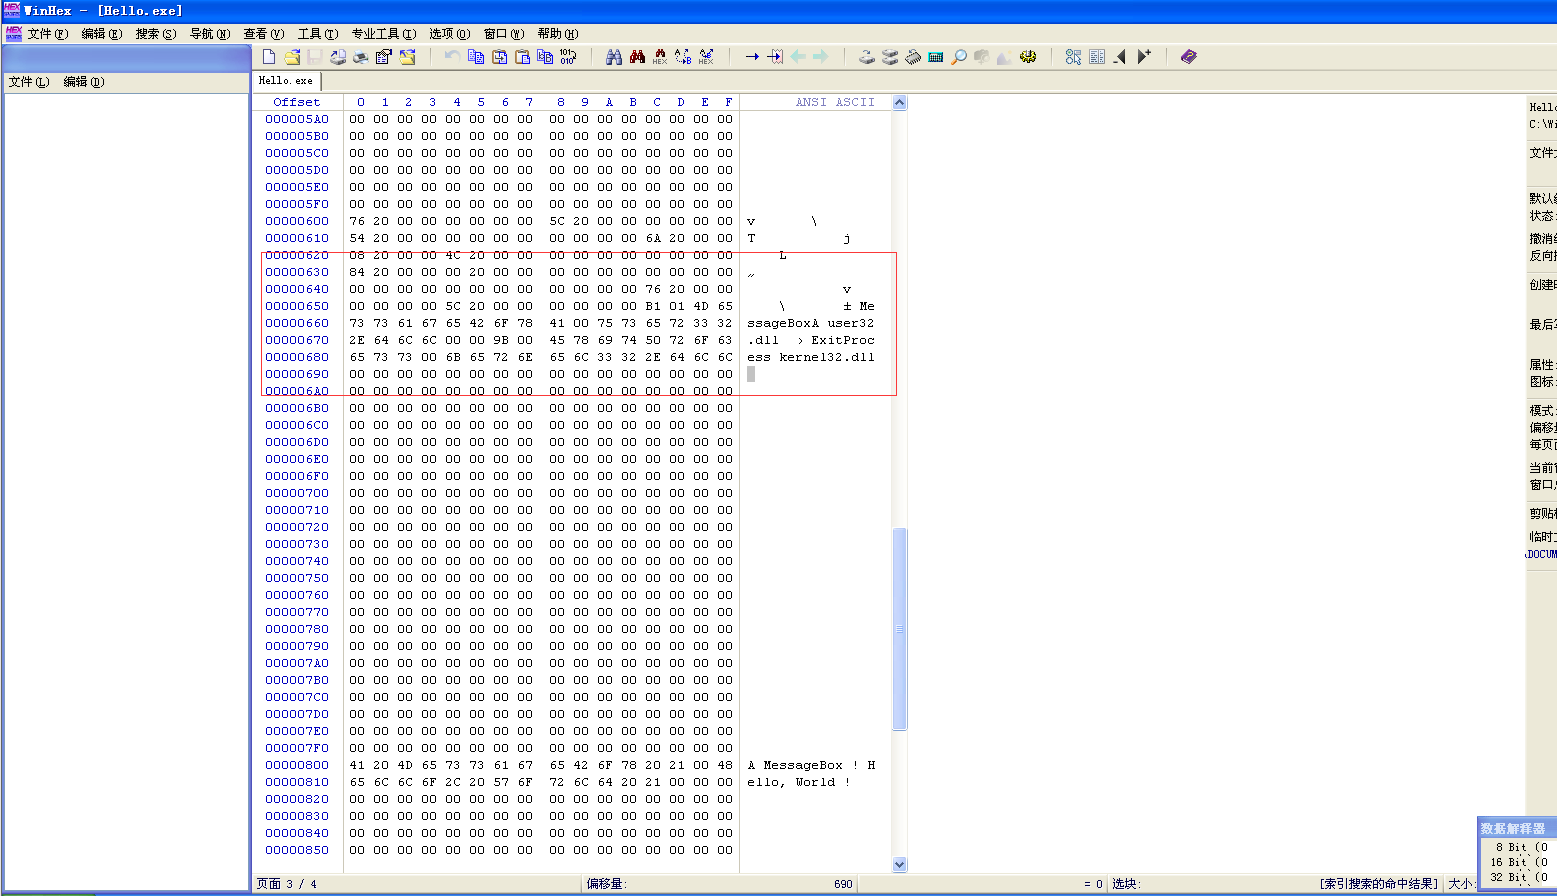 WinHex - [Hello.exe]
文件(F) 编辑(E) 搜索(S) 导航(N) 查看(V) 工具(T) 专业工具(I) 选项(O) 窗口(W) 帮助(H)
文件(L) 编辑(D)
Hello.exe
Offset 0 1 2 3 4 5 6 7 8 9 A B C D E F ANSI ASCII
000005A0 00 00 00 00 00 00 00 00 00 00 00 00 00 00 00 00
000005B0 00 00 00 00 00 00 00 00 00 00 00 00 00 00 00 00
000005C0 00 00 00 00 00 00 00 00 00 00 00 00 00 00 00 00
000005D0 00 00 00 00 00 00 00 00 00 00 00 00 00 00 00 00
000005E0 00 00 00 00 00 00 00 00 00 00 00 00 00 00 00 00
000005F0 00 00 00 00 00 00 00 00 00 00 00 00 00 00 00 00
00000600 76 20 00 00 00 00 00 00 5C 20 00 00 00 00 00 00 v \
00000610 54 20 00 00 00 00 00 00 00 00 00 00 6A 20 00 00 T j
00000620 08 20 00 00 4C 20 00 00 00 00 00 00 00 00 00 00 L
00000630 84 20 00 00 00 20 00 00 00 00 00 00 00 00 00 00 „
00000640 00 00 00 00 00 00 00 00 00 00 00 00 76 20 00 00 v
00000650 00 00 00 00 5C 20 00 00 00 00 00 00 B1 01 4D 65 \ ± Me
00000660 73 73 61 67 65 42 6F 78 41 00 75 73 65 72 33 32 ssageBoxA user32
00000670 2E 64 6C 6C 00 00 9B 00 45 78 69 74 50 72 6F 63 .dll › ExitProc
00000680 65 73 73 00 6B 65 72 6E 65 6C 33 32 2E 64 6C 6C ess kernel32.dll
00000690 00 00 00 00 00 00 00 00 00 00 00 00 00 00 00 00
000006A0 00 00 00 00 00 00 00 00 00 00 00 00 00 00 00 00
000006B0 00 00 00 00 00 00 00 00 00 00 00 00 00 00 00 00
000006C0 00 00 00 00 00 00 00 00 00 00 00 00 00 00 00 00
000006D0 00 00 00 00 00 00 00 00 00 00 00 00 00 00 00 00
000006E0 00 00 00 00 00 00 00 00 00 00 00 00 00 00 00 00
000006F0 00 00 00 00 00 00 00 00 00 00 00 00 00 00 00 00
00000700 00 00 00 00 00 00 00 00 00 00 00 00 00 00 00 00
00000710 00 00 00 00 00 00 00 00 00 00 00 00 00 00 00 00
00000720 00 00 00 00 00 00 00 00 00 00 00 00 00 00 00 00
00000730 00 00 00 00 00 00 00 00 00 00 00 00 00 00 00 00
00000740 00 00 00 00 00 00 00 00 00 00 00 00 00 00 00 00
00000750 00 00 00 00 00 00 00 00 00 00 00 00 00 00 00 00
00000760 00 00 00 00 00 00 00 00 00 00 00 00 00 00 00 00
00000770 00 00 00 00 00 00 00 00 00 00 00 00 00 00 00 00
00000780 00 00 00 00 00 00 00 00 00 00 00 00 00 00 00 00
00000790 00 00 00 00 00 00 00 00 00 00 00 00 00 00 00 00
000007A0 00 00 00 00 00 00 00 00 00 00 00 00 00 00 00 00
000007B0 00 00 00 00 00 00 00 00 00 00 00 00 00 00 00 00
000007C0 00 00 00 00 00 00 00 00 00 00 00 00 00 00 00 00
000007D0 00 00 00 00 00 00 00 00 00 00 00 00 00 00 00 00
000007E0 00 00 00 00 00 00 00 00 00 00 00 00 00 00 00 00
000007F0 00 00 00 00 00 00 00 00 00 00 00 00 00 00 00 00
00000800 41 20 4D 65 73 73 61 67 65 42 6F 78 20 21 00 48 A MessageBox ! H
00000810 65 6C 6C 6F 2C 20 57 6F 72 6C 64 20 21 00 00 00 ello, World !
00000820 00 00 00 00 00 00 00 00 00 00 00 00 00 00 00 00
00000830 00 00 00 00 00 00 00 00 00 00 00 00 00 00 00 00
00000840 00 00 00 00 00 00 00 00 00 00 00 00 00 00 00 00
00000850 00 00 00 00 00 00 00 00 00 00 00 00 00 00 00 00
Hello
C:\Wi
文件
默认
状态:
撤消
反向
创建
最后
属性:
图标:
模式:
偏移
每页
当前
窗口
剪贴
临时
\DOCUM
数据解释器
8 Bit (0
16 Bit (0
32 Bit (0
页面 3 / 4 偏移量: 690 = 0 选块: [索引搜索的命中结果] 大小: